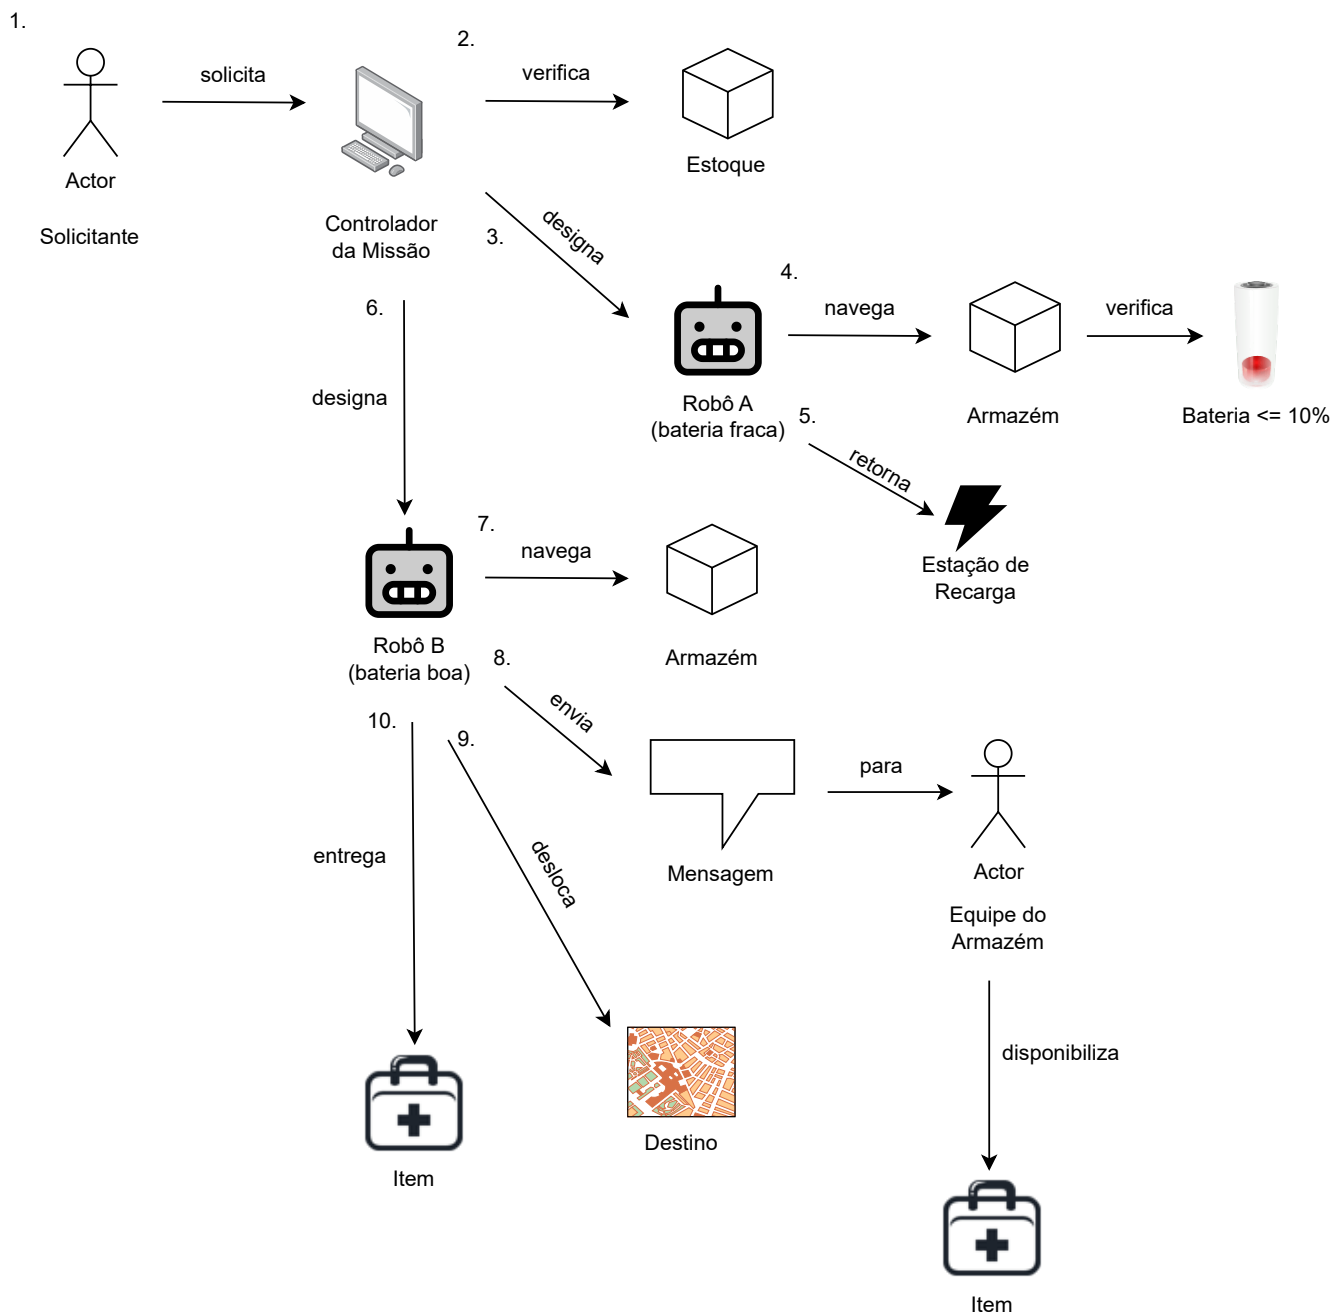 1.
solicita
Actor
Solicitante
Controlador
da Missão
2.
verifica
Estoque
3.
designa
Robô A
(bateria fraca)
4.
navega
Armazém
verifica
Bateria <= 10%
5.
retorna
Estação de
Recarga
6.
designa
Robô B
(bateria boa)
7.
navega
Armazém
8.
envia
Mensagem
para
Actor
Equipe do
Armazém
disponibiliza
Item
9.
desloca
Destino
10.
entrega
Item